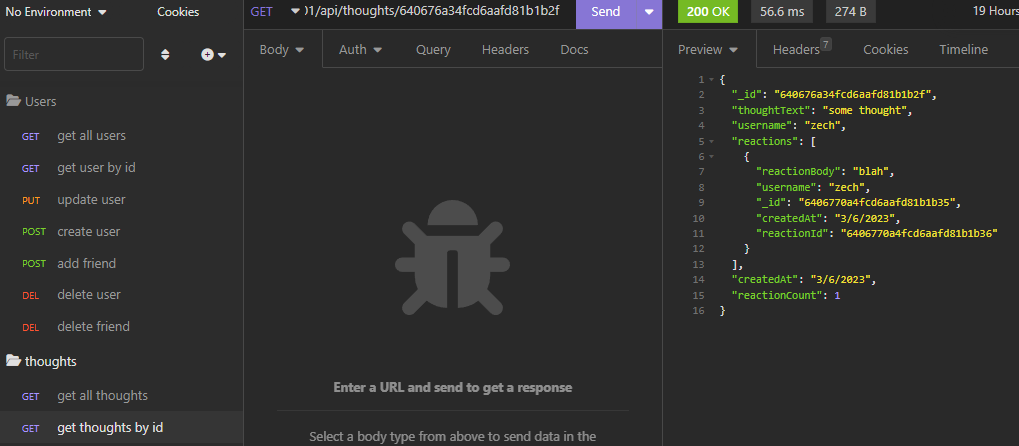 No Environment Cookies
Filter
Users
GET get all users
GET get user by id
PUT update user
POST create user
POST add friend
DEL delete user
DEL delete friend
thoughts
GET get all thoughts
GET get thoughts by id
GET 01/api/thoughts/640676a34fcd6aafd81b1b2f Send
Body Auth Query Headers Docs
Enter a URL and send to get a response
Select a body type from above to send data in the
200 OK 56.6 ms 274 B 19 Hours
Preview Headers 7 Cookies Timeline
1 {
2 "_id": "640676a34fcd6aafd81b1b2f",
3 "thoughtText": "some thought",
4 "username": "zech",
5 "reactions": [
6 {
7 "reactionBody": "blah",
8 "username": "zech",
9 "_id": "6406770a4fcd6aafd81b1b35",
10 "createdAt": "3/6/2023",
11 "reactionId": "6406770a4fcd6aafd81b1b36"
12 }
13 ],
14 "createdAt": "3/6/2023",
15 "reactionCount": 1
16 }